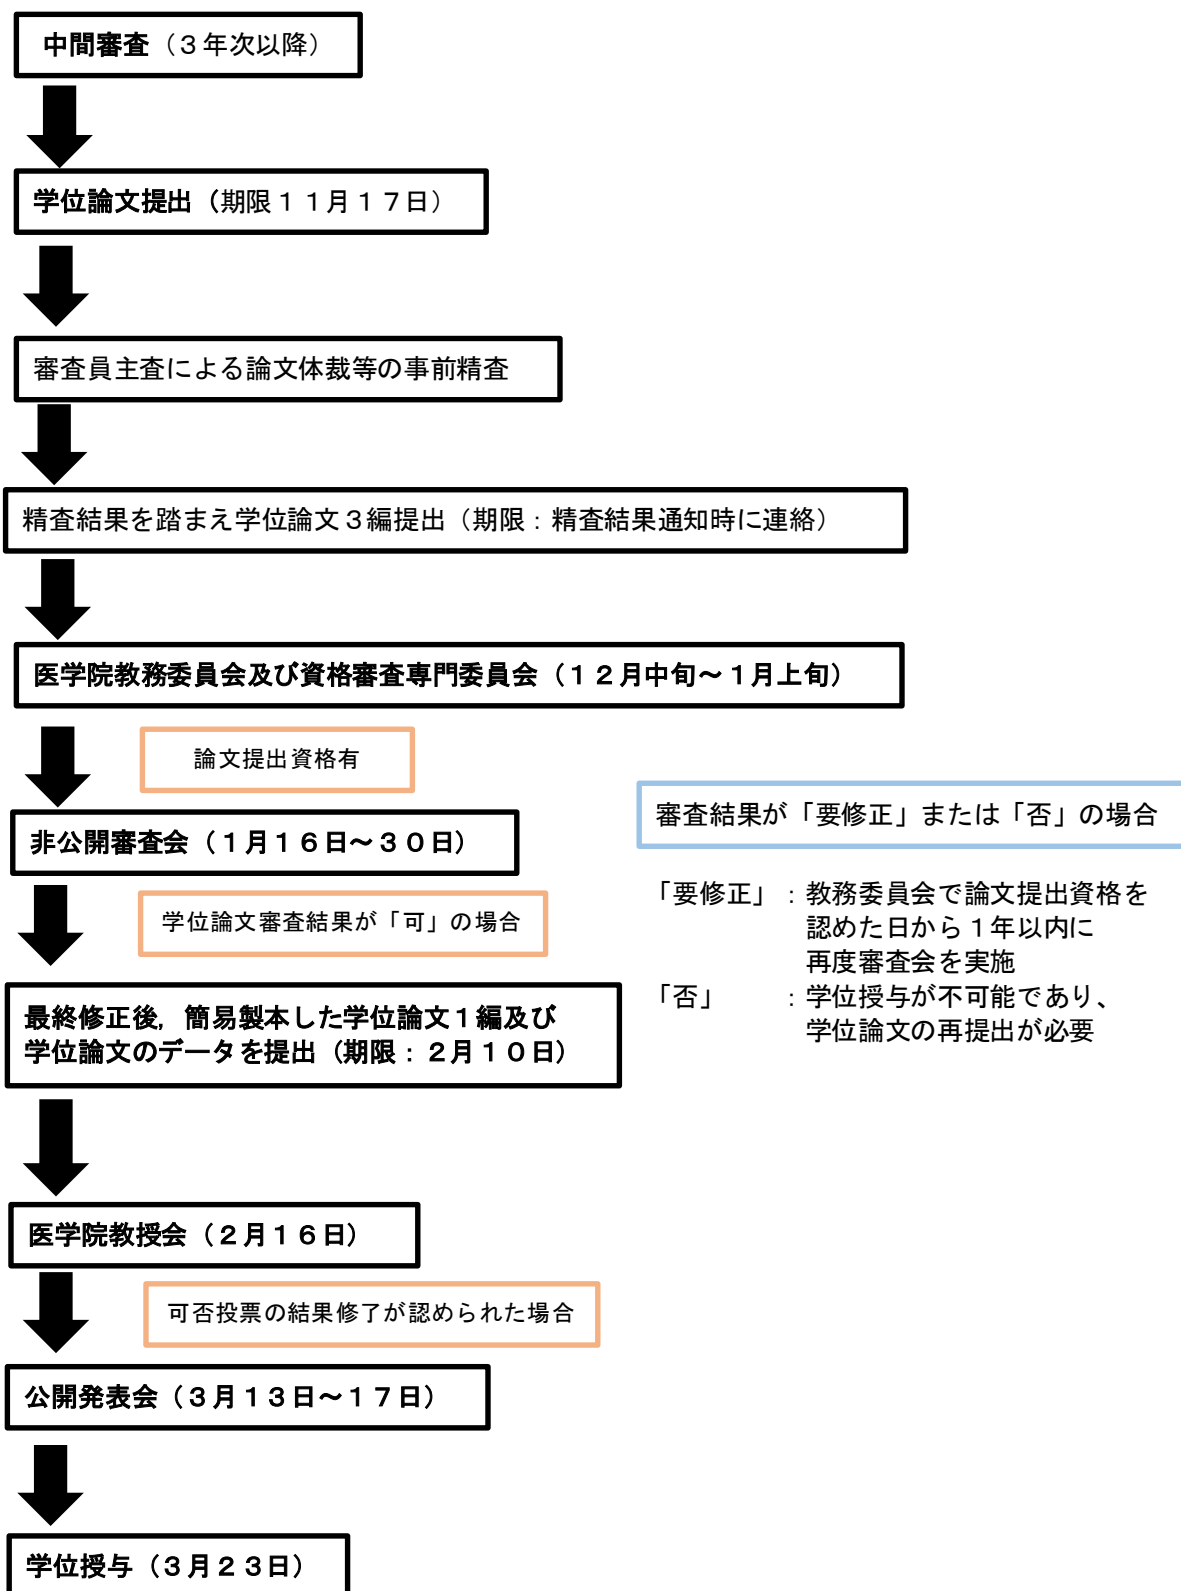 中間審査（３年次以降）
学位論文提出（期限１１月１７日）
審査員主査による論文体裁等の事前精査
精査結果を踏まえ学位論文３編提出（期限：精査結果通知時に連絡）
医学院教務委員会及び資格審査専門委員会（１２月中旬～１月上旬）
論文提出資格有
非公開審査会（１月１６日～３０日）
学位論文審査結果が「可」の場合
最終修正後，簡易製本した学位論文１編及び
学位論文のデータを提出（期限：２月１０日）
医学院教授会（２月１６日）
可否投票の結果修了が認められた場合
公開発表会（３月１３日～１７日）
学位授与（３月２３日）
審査結果が「要修正」または「否」の場合
「要修正」：教務委員会で論文提出資格を
認めた日から１年以内に
再度審査会を実施
「否」　　：学位授与が不可能であり、
学位論文の再提出が必要